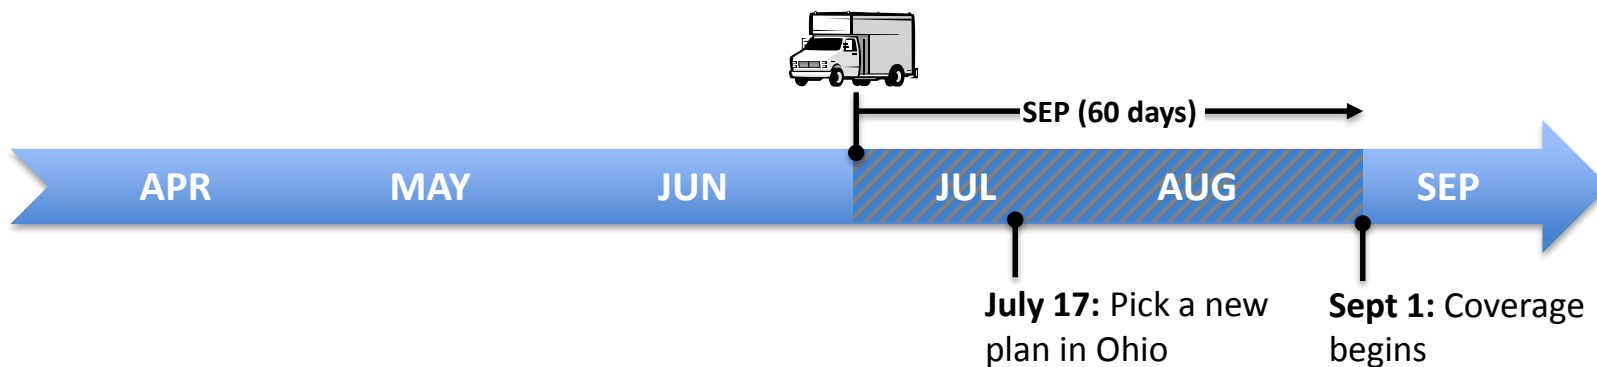 SEP (60 days)
APR MAY JUN JUL AUG SEP
July 17: Pick a new
plan in Ohio
Sept 1: Coverage
begins